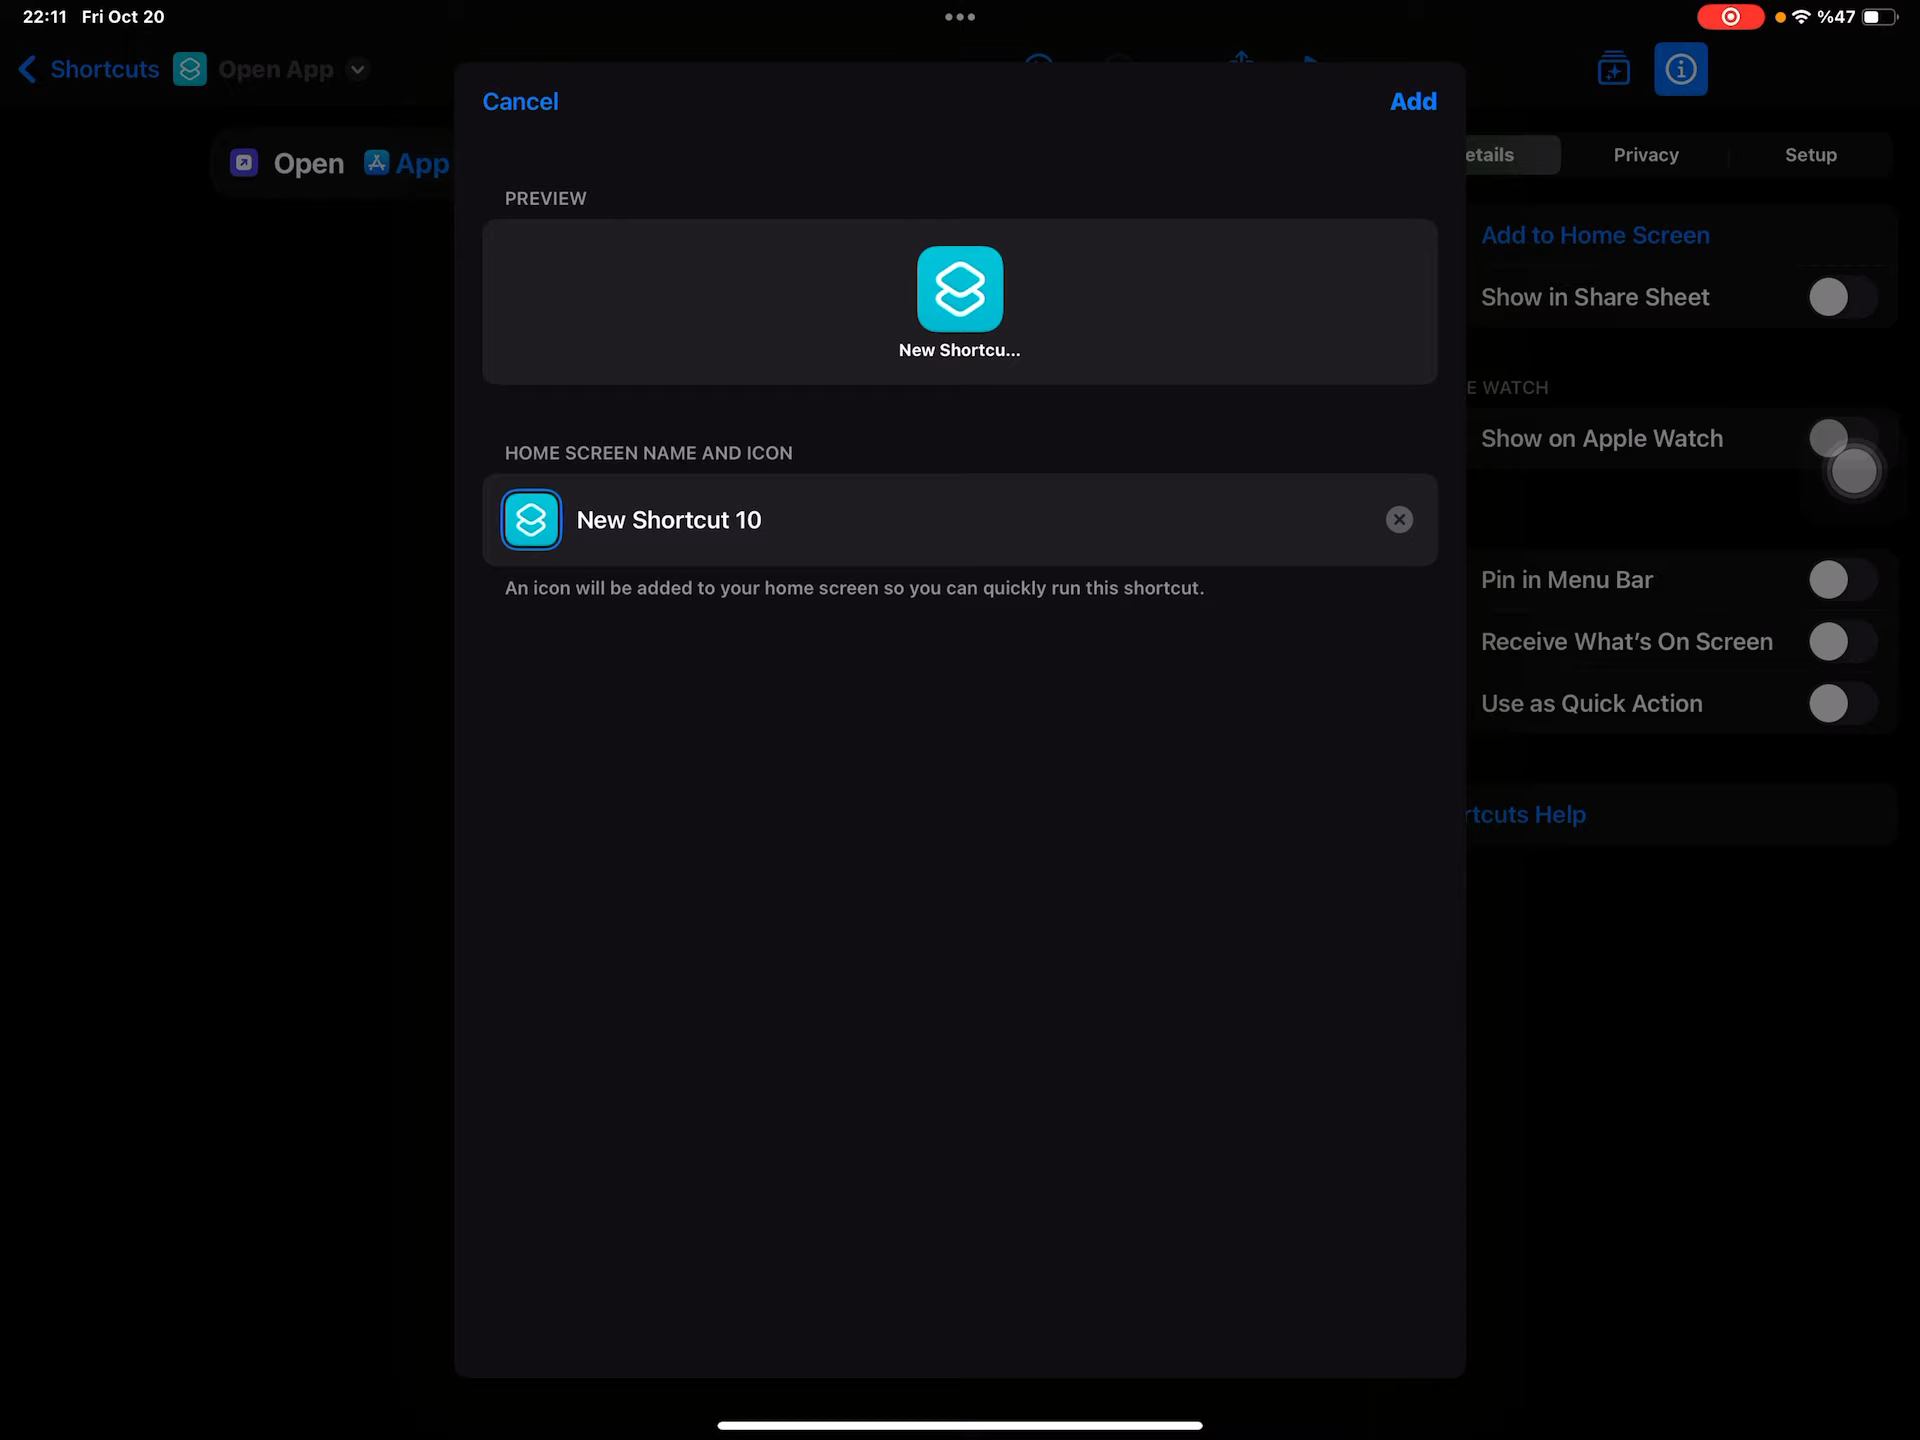 22:11 Fri Oct 20
%47
Shortcuts
Open App
Cancel
Add
Open App
etails
Privacy
Setup
PREVIEW
Add to Home Screen
New Shortcu...
Show in Share Sheet
E WATCH
HOME SCREEN NAME AND ICON
Show on Apple Watch
New Shortcut 10
An icon will be added to your home screen so you can quickly run this shortcut.
Pin in Menu Bar
Receive What’s On Screen
Use as Quick Action
rtcuts Help